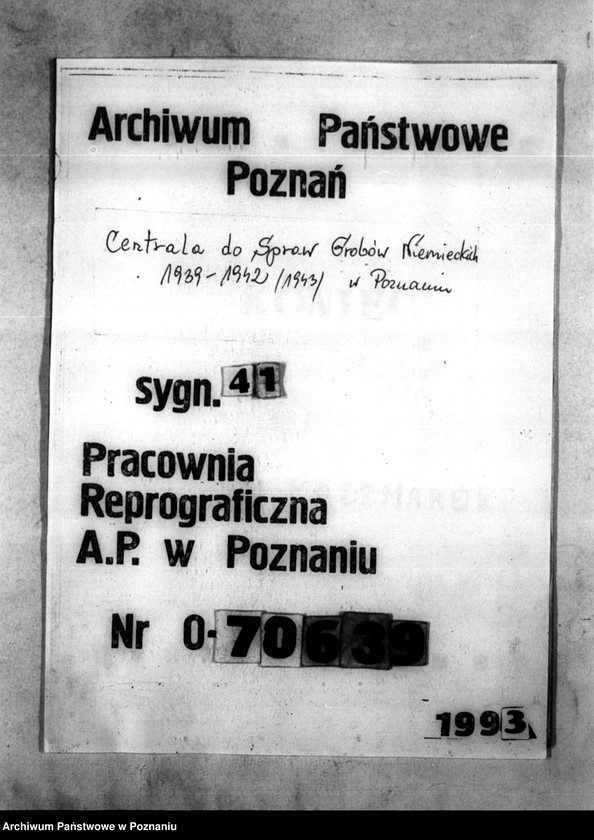 Archiwum Państwowe
Poznań
Centrala do Spraw Grobów Niemieckich
1939-1942 /1943/ w Poznaniu
sygn. 41
Pracownia
Reprograficzna
A.P. w Poznaniu
Nr 0-70639
1993
Archiwum Państwowe w Poznaniu